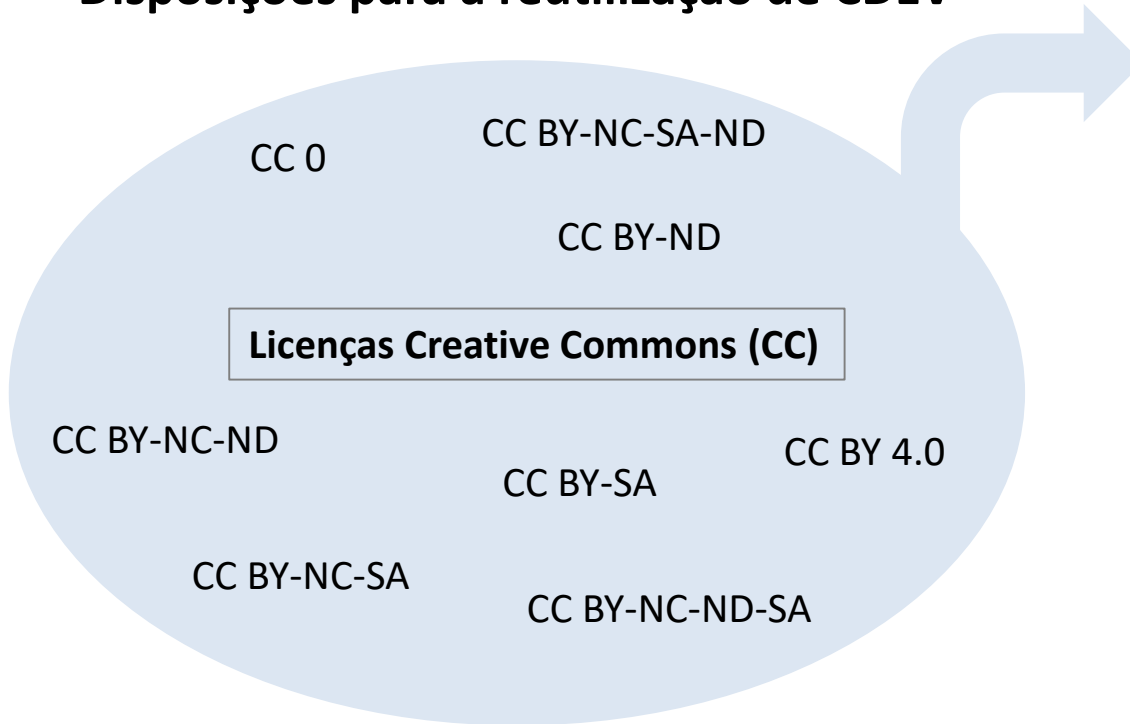 Disposições para a reutilização de CDEV
CC 0
CC BY-NC-SA-ND
CC BY-ND
Licenças Creative Commons (CC)
CC BY-NC-ND
CC BY 4.0
CC BY-SA
CC BY-NC-SA
CC BY-NC-ND-SA